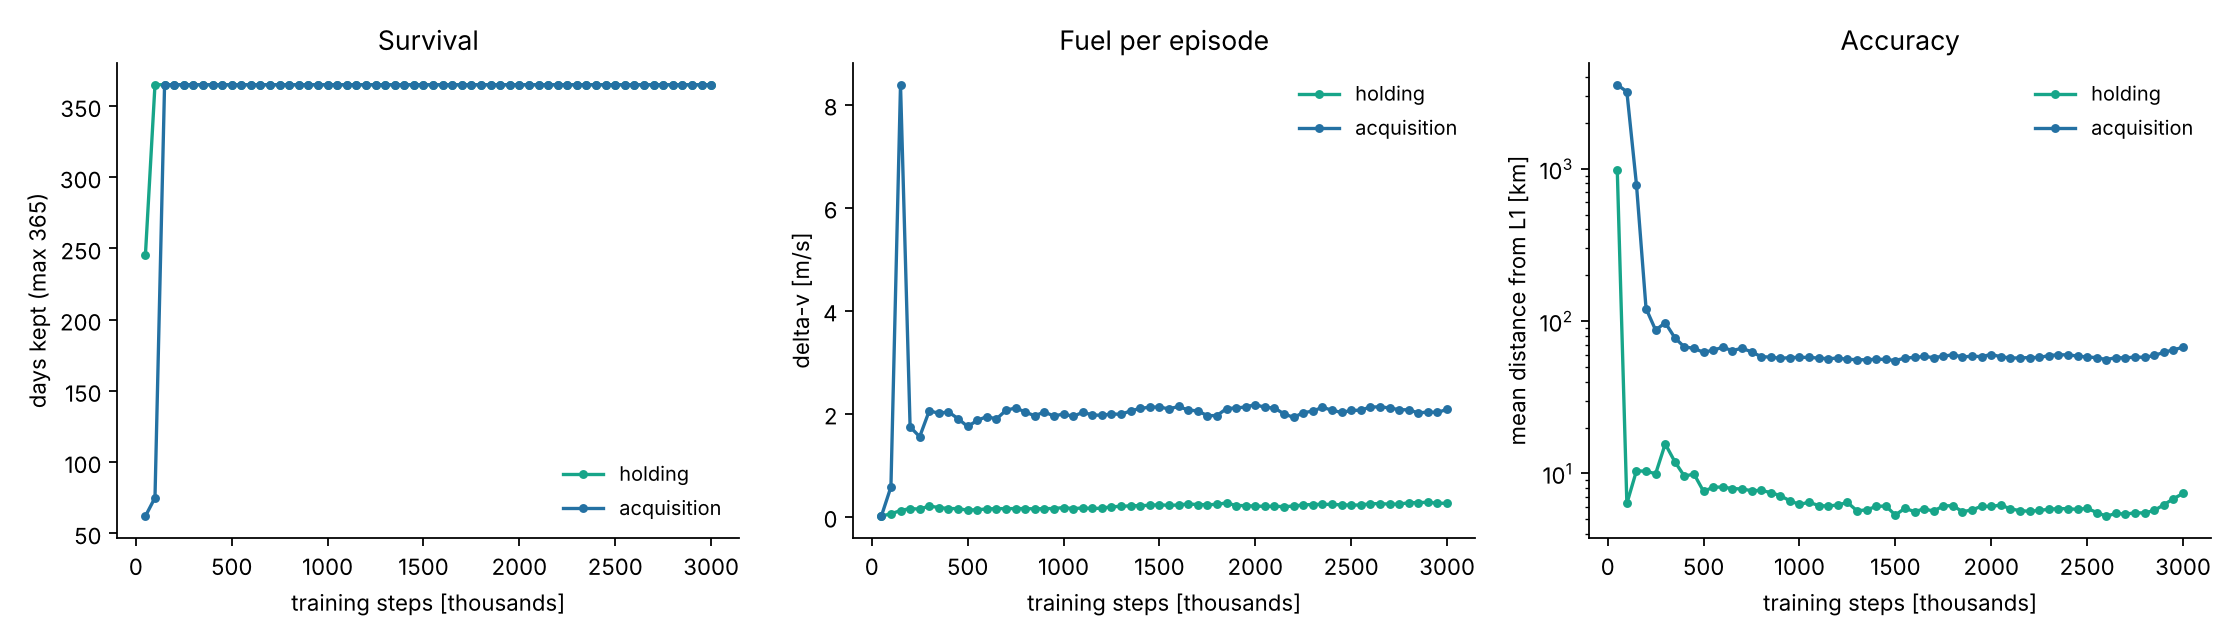 Survival
days kept (max 365)
350
300
250
200
150
100
50
holding
acquisition
0 500 1000 1500 2000 2500 3000
training steps [thousands]
Fuel per episode
delta-v [m/s]
8
6
4
2
0
holding
acquisition
0 500 1000 1500 2000 2500 3000
training steps [thousands]
Accuracy
mean distance from L1 [km]
10³
10²
10¹
holding
acquisition
0 500 1000 1500 2000 2500 3000
training steps [thousands]